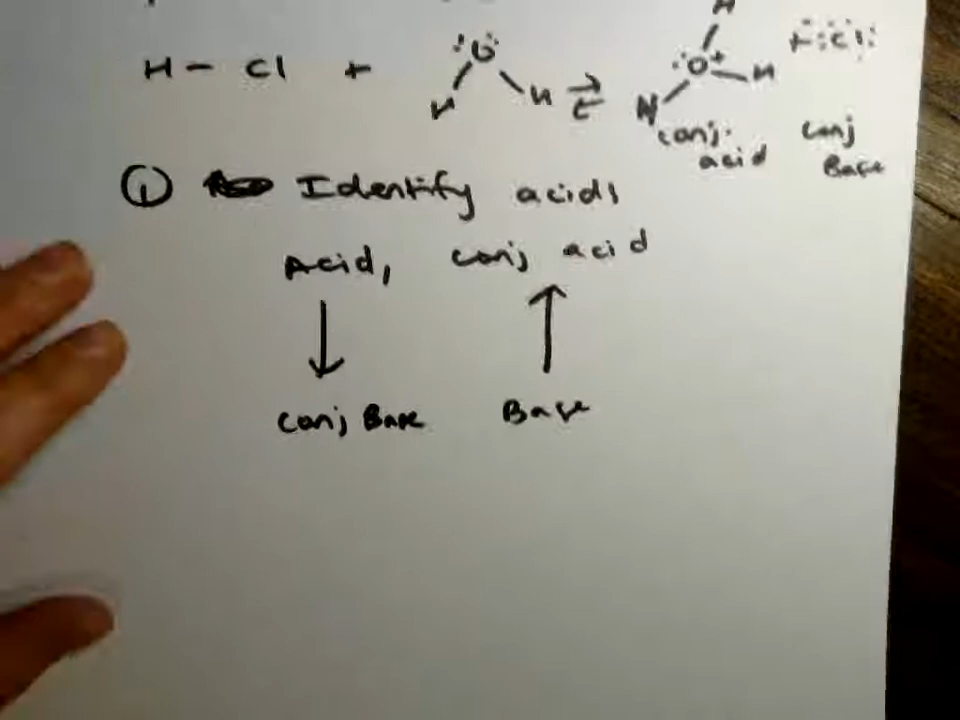 H - Cl + :Ö H H ⇌ H :O+ H H + :Cl:
conj. acid conj Base
① Identify acids
Acid, conj acid
↓ ↑
conj Base Base